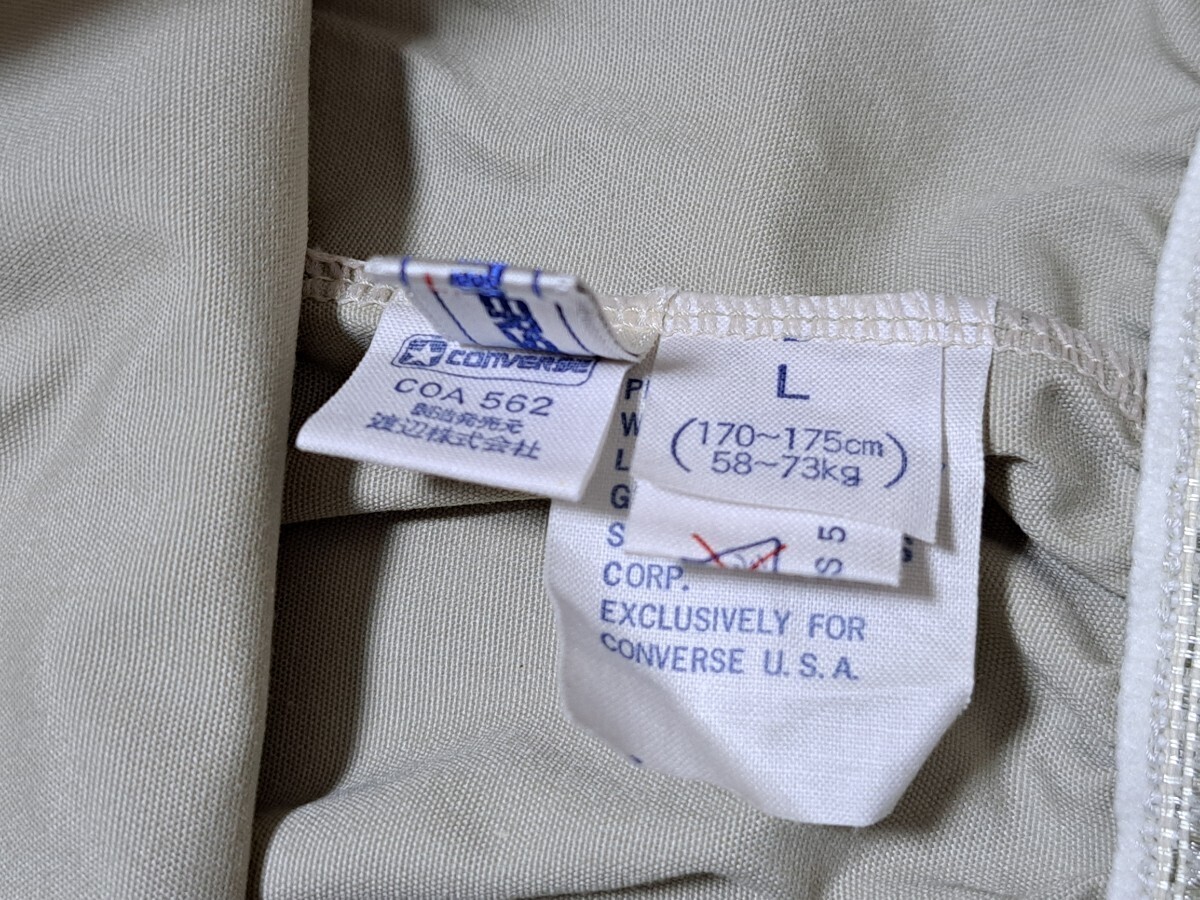 CONVERSE
COA 562
製造発売元
渡辺株式会社
L
(170~175cm)
58~73kg
S 5
P
W
L
G
S
CORP.
EXCLUSIVELY FOR
CONVERSE U.S.A.